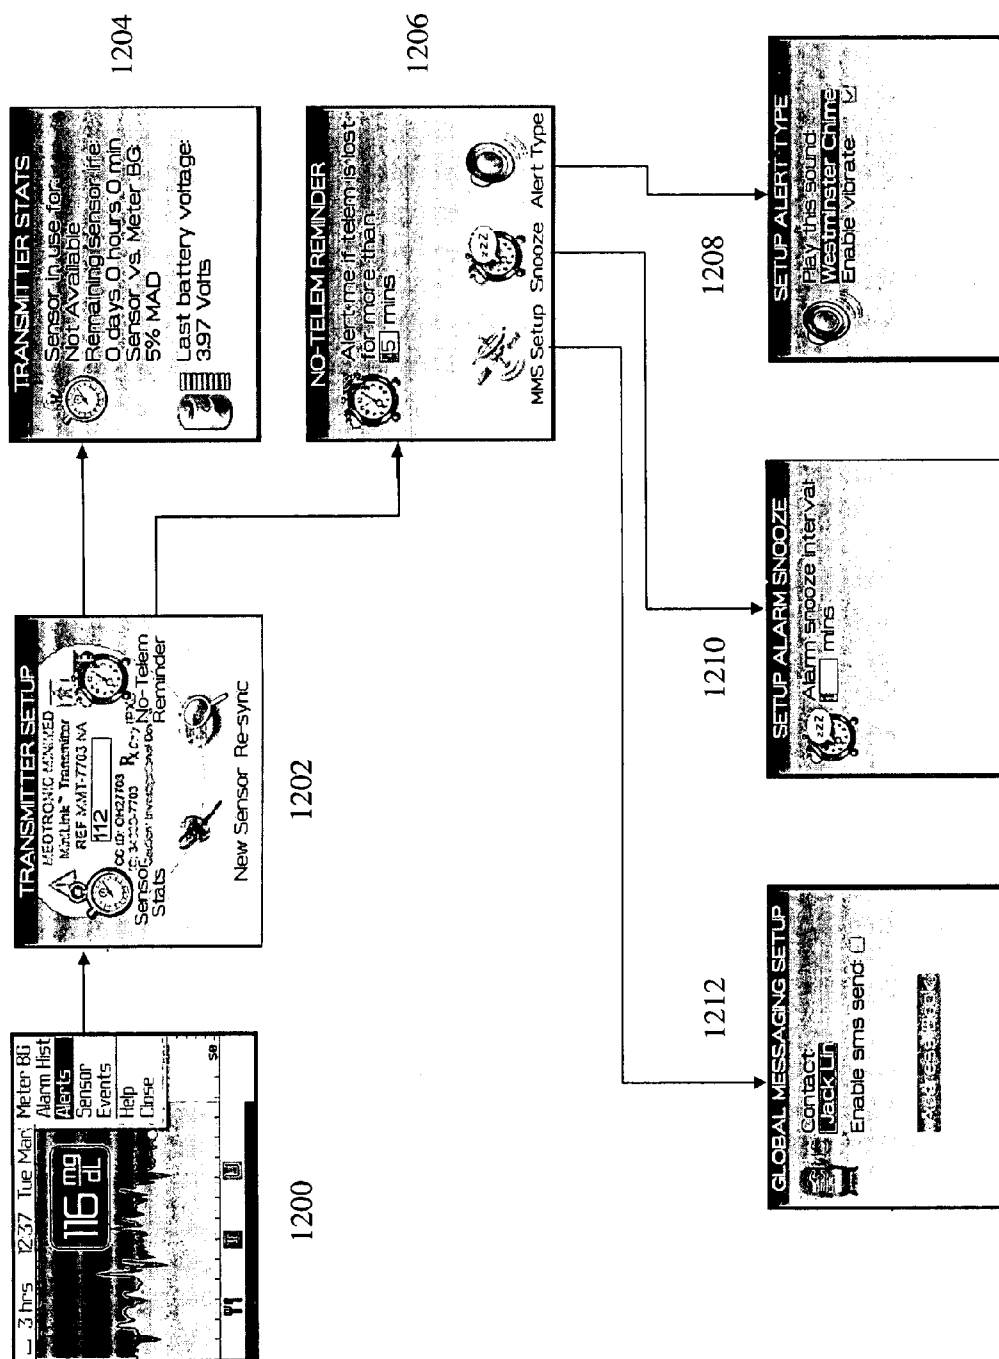 3 hrs 12:37 Tue Mar
Meter BG
Alarm Hist
Alerts
Sensor
Events
Help
Close
116 mg
dL
50
1200
TRANSMITTER SETUP
MEDTRONIC MINIMED
MiniLink™ Transmitter
REF MMT-7703 NA
112
Sensor
Stats
No-Telem
Reminder
New Sensor Re-sync
1202
TRANSMITTER STATS
Sensor in use for:
Not Available
Remaining sensor life:
0 days 0 hours 0 min
Sensor vs. Meter BG
5% MAD
Last battery voltage:
3.97 Volts
1204
NO-TELEM REMINDER
Alert me if telem is lost
for more than
15 mins
MMS Setup Snooze Alert Type
1206
GLOBAL MESSAGING SETUP
Contact:
Jack Lin
Enable sms send:
Address Book
1212
SETUP ALARM SNOOZE
Alarm snooze interval:
mins
1210
SETUP ALERT TYPE
Play this sound:
Westminster Chime
Enable vibrate:
1208